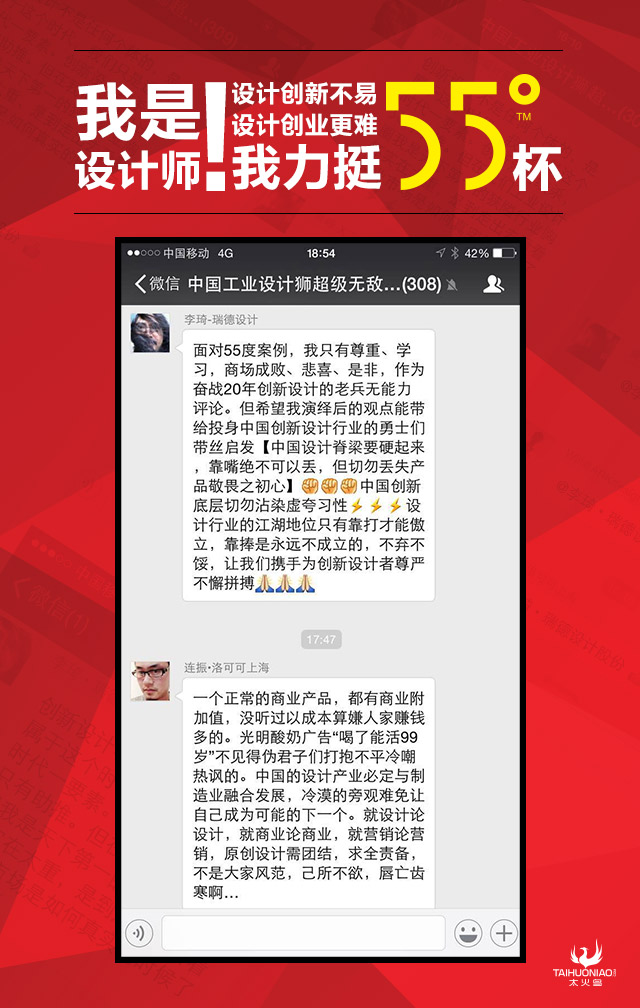 我是
设计师
!
设计创新不易
设计创业更难
我力挺
55°
TM
杯
中国移动 4G 18:54 42%
微信 中国工业设计狮超级无敌...(308)
李琦-瑞德设计
面对55度案例，我只有尊重、学
习，商场成败、悲喜、是非，作为
奋战20年创新设计的老兵无能力
评论。但希望我演绎后的观点能带
给投身中国创新设计行业的勇士们
带丝启发【中国设计脊梁要硬起来
，靠嘴绝不可以丢，但切勿丢失产
品敬畏之初心】✊✊✊中国创新
底层切勿沾染虚夸习性⚡⚡⚡设
计行业的江湖地位只有靠打才能傲
立，靠捧是永远不成立的，不弃不
馁，让我们携手为创新设计者尊严
不懈拼搏🙏🙏🙏
17:47
连振•洛可可上海
一个正常的商业产品，都有商业附
加值，没听过以成本算嫌人家赚钱
多的。光明酸奶广告“喝了能活99
岁”不见得伪君子们打抱不平冷嘲
热讽的。中国的设计产业必定与制
造业融合发展，冷漠的旁观难免让
自己成为可能的下一个。就设计论
设计，就商业论商业，就营销论营
销，原创设计需团结，求全责备，
不是大家风范，己所不欲，唇亡齿
寒啊...
TAIHUONIAO
太火鸟